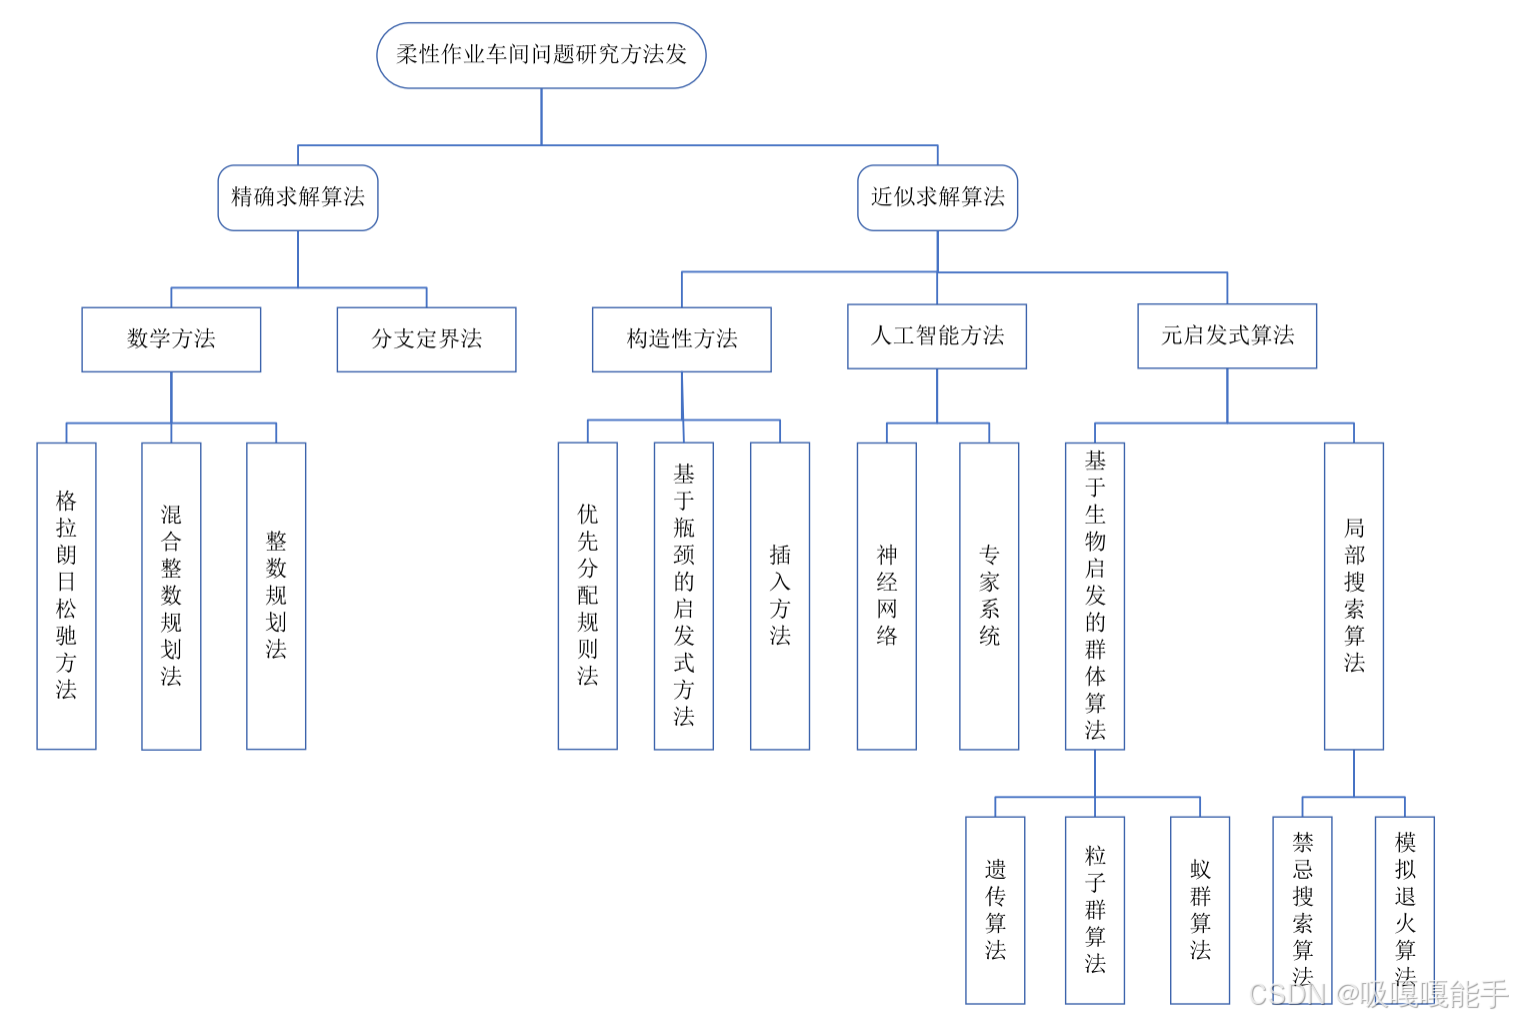 柔性作业车间问题研究方法发
精确求解算法
近似求解算法
数学方法
分支定界法
构造性方法
人工智能方法
元启发式算法
格拉朗日松驰方法
混合整数规划法
整数规划法
优先分配规则法
基于瓶颈的启发式方法
插入方法
神经网络
专家系统
基于生物启发的群体算法
局部搜索算法
遗传算法
粒子群算法
蚁群算法
禁忌搜索算法
模拟退火算法
CSDN @吸嘎嘎能手